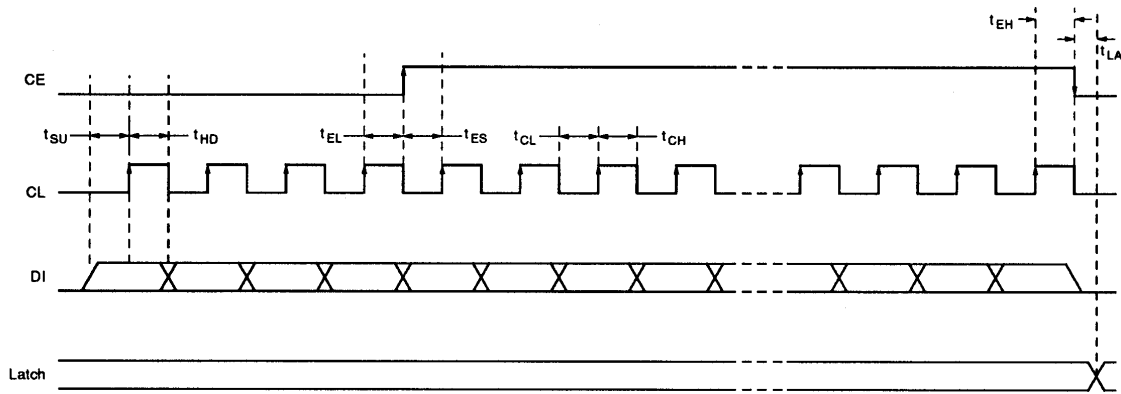 tEH
tLA
CE
tSU
tHD
tEL
tES
tCL
tCH
CL
DI
Latch